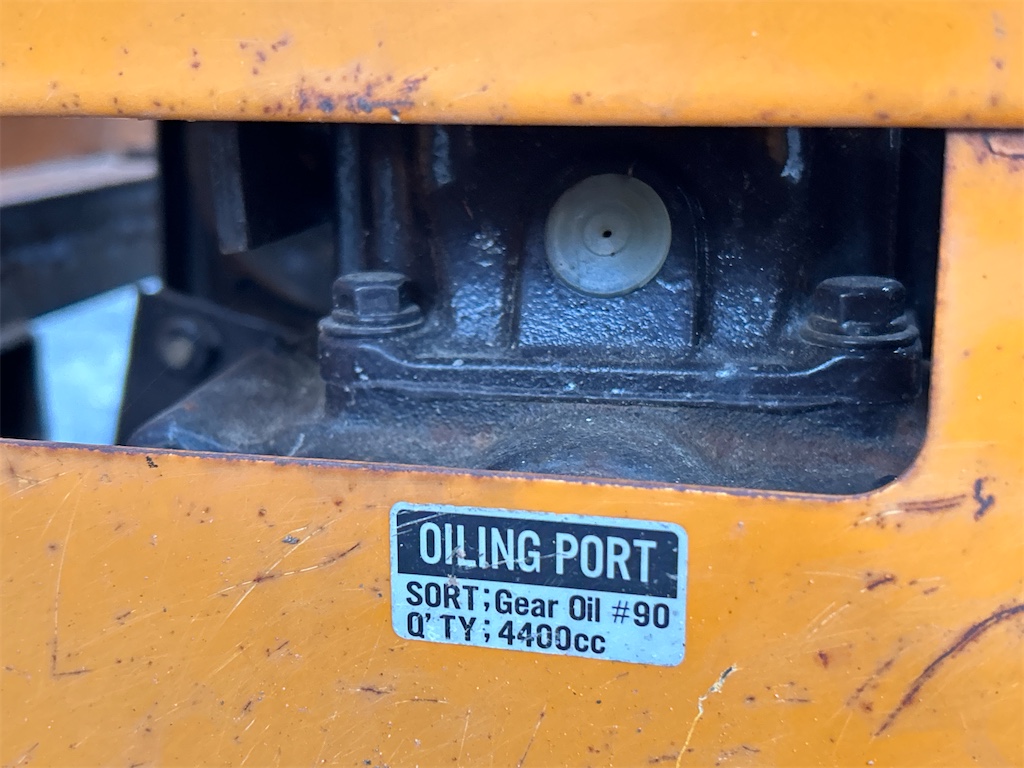 OILING PORT
SORT;Gear Oil #90
Q'TY;4400cc